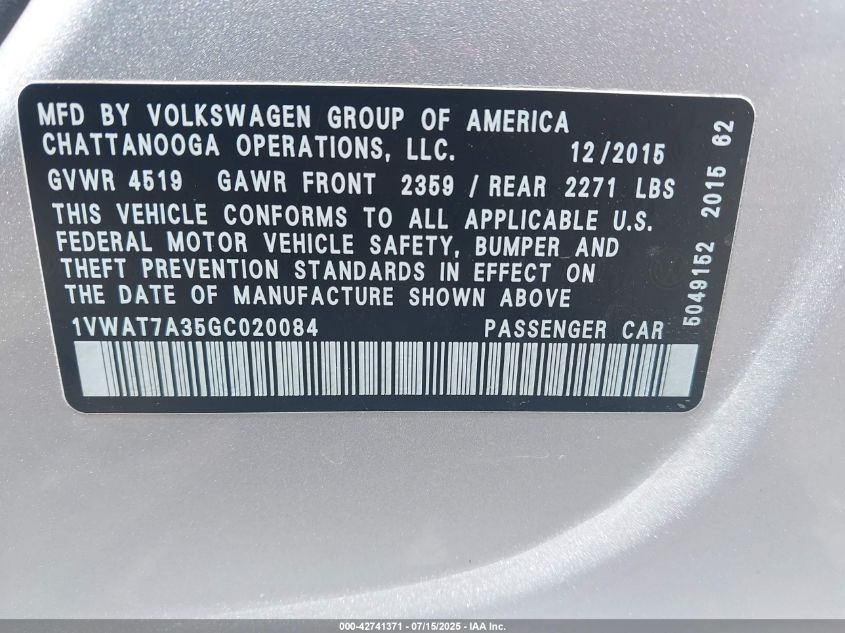 MFD BY VOLKSWAGEN GROUP OF AMERICA
CHATTANOOGA OPERATIONS, LLC. 12/2015
GVWR 4519 GAWR FRONT 2359 / REAR 2271 LBS
THIS VEHICLE CONFORMS TO ALL APPLICABLE U.S.
FEDERAL MOTOR VEHICLE SAFETY, BUMPER AND
THEFT PREVENTION STANDARDS IN EFFECT ON
THE DATE OF MANUFACTURE SHOWN ABOVE
1VWAT7A35GC020084 PASSENGER CAR
5049152 2015 62
000-42741371 - 07/15/2025 - IAA Inc.